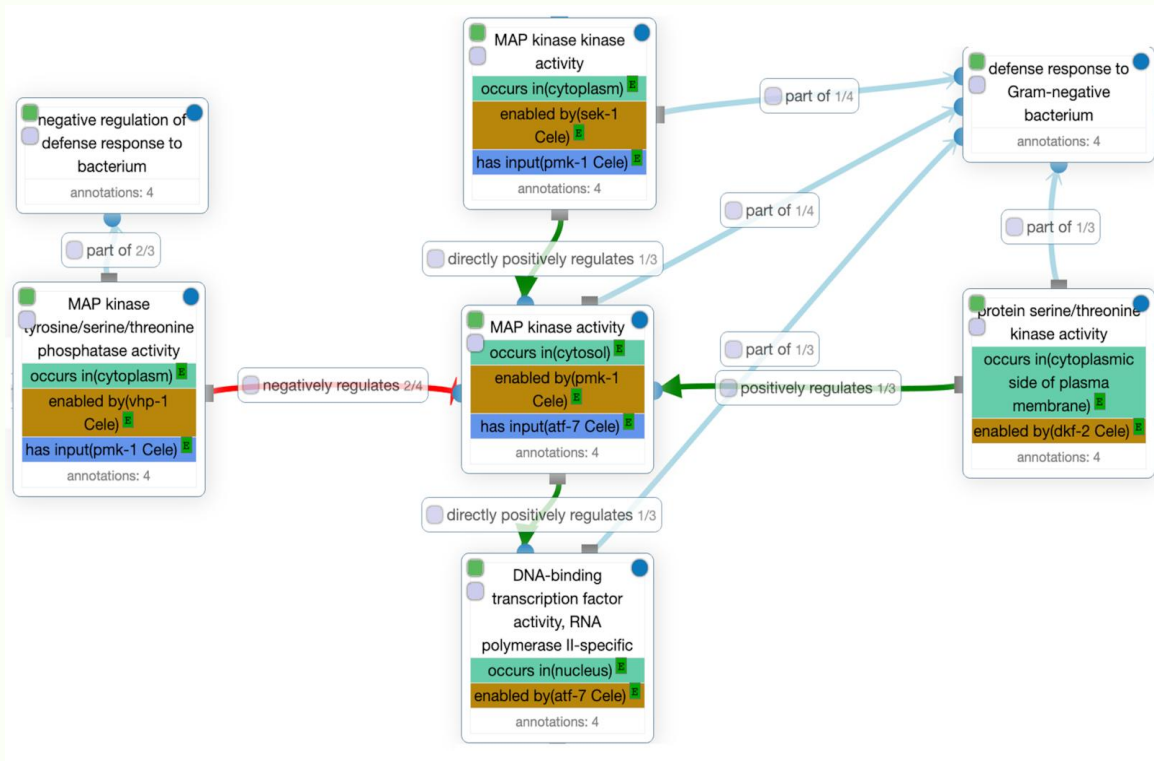 MAP kinase kinase
activity
occurs in(cytoplasm)
enabled by(sek-1
Cele)
has input(pmk-1 Cele)
annotations: 4
part of 1/4
defense response to
Gram-negative
bacterium
annotations: 4
negative regulation of
defense response to
bacterium
annotations: 4
part of 2/3
part of 1/4
part of 1/3
directly positively regulates 1/3
MAP kinase
tyrosine/serine/threonine
phosphatase activity
occurs in(cytoplasm)
enabled by(vhp-1
Cele)
has input(pmk-1 Cele)
annotations: 4
negatively regulates 2/4
MAP kinase activity
occurs in(cytosol)
enabled by(pmk-1
Cele)
has input(atf-7 Cele)
annotations: 4
part of 1/3
positively regulates 1/3
protein serine/threonine
kinase activity
occurs in(cytoplasmic
side of plasma
membrane)
enabled by(dkf-2 Cele)
annotations: 4
directly positively regulates 1/3
DNA-binding
transcription factor
activity, RNA
polymerase II-specific
occurs in(nucleus)
enabled by(atf-7 Cele)
annotations: 4